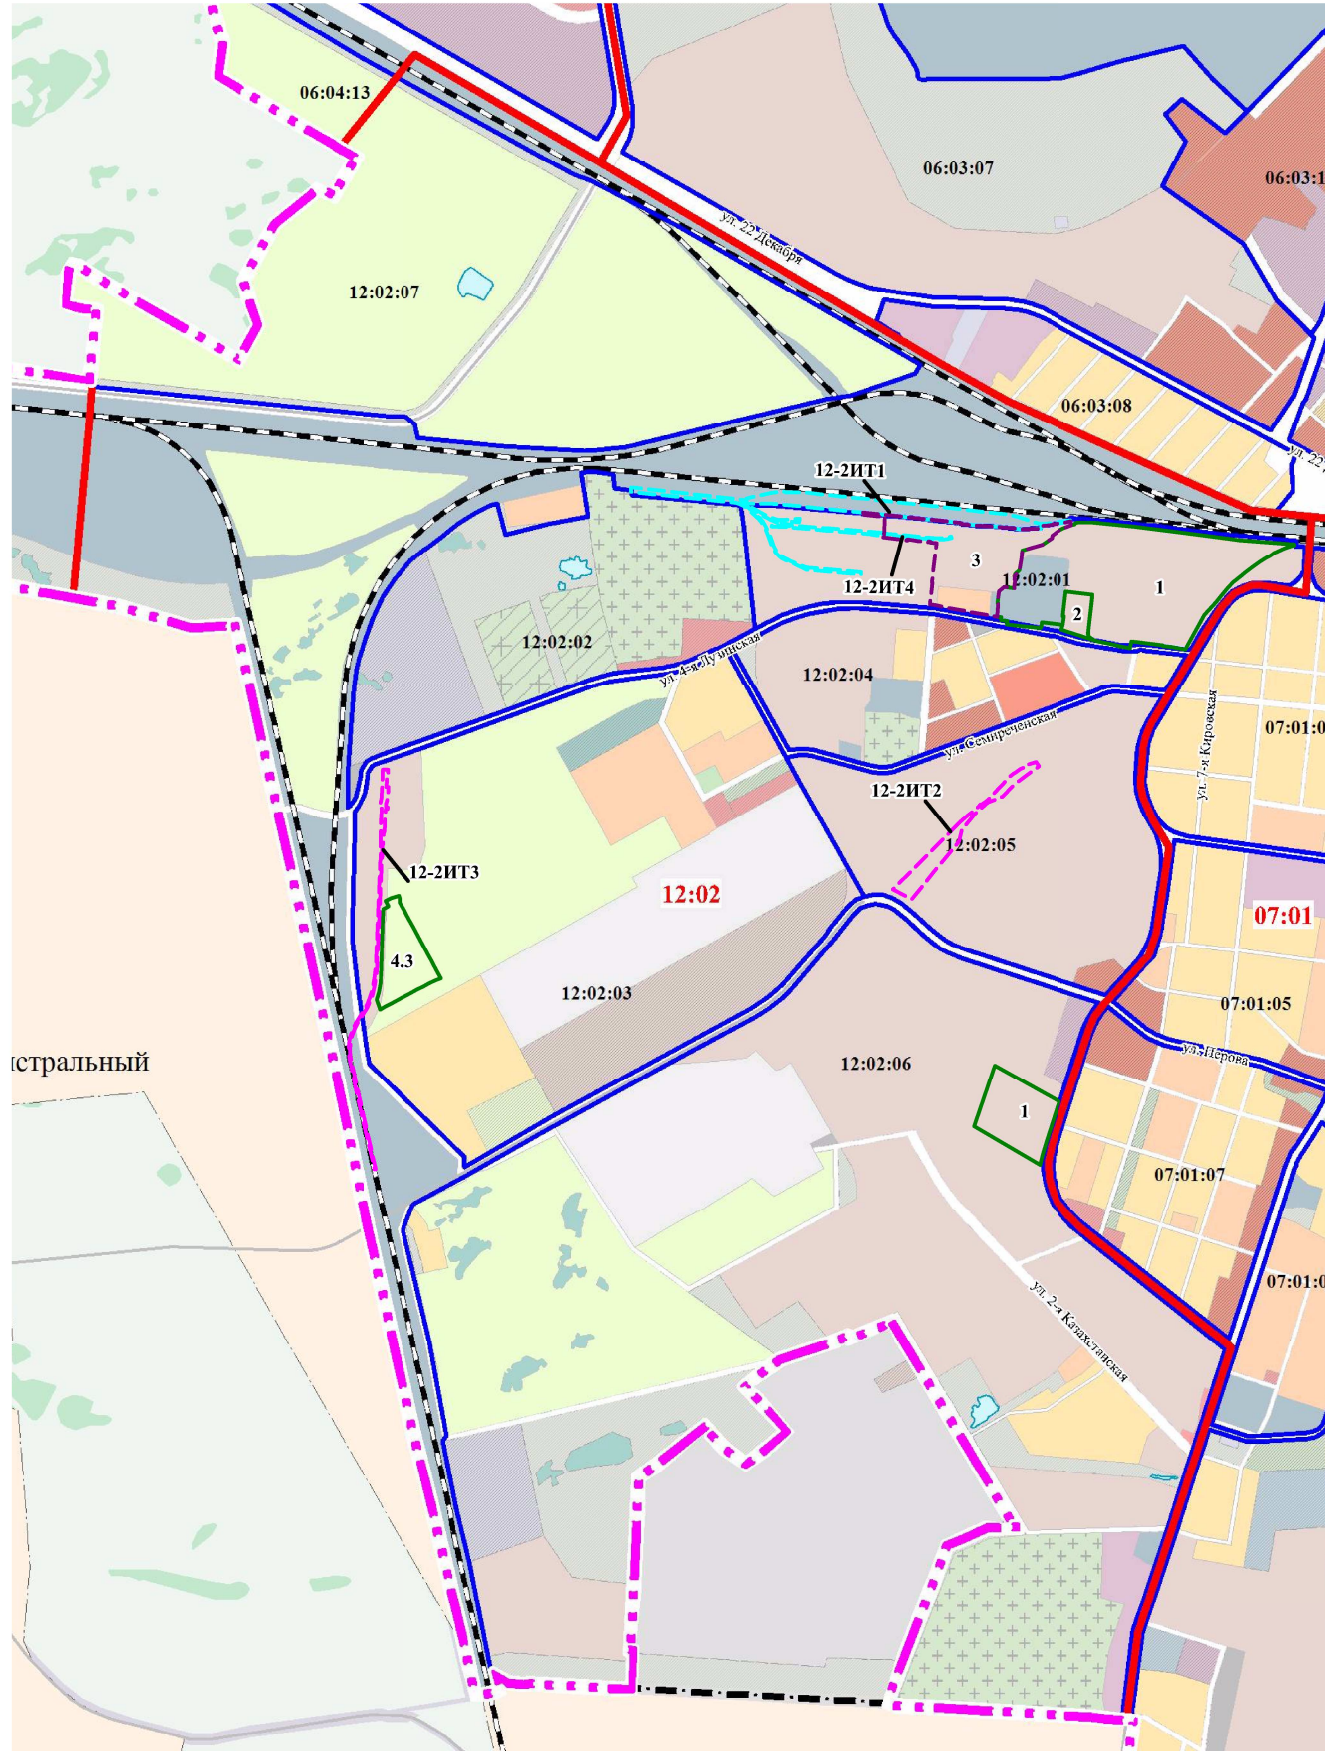 06:04:13
06:03:07
06:03:1
ул. 22 Декабря
12:02:07
06:03:08
ул. 22
12-2ИТ1
3
12:02:01
1
12-2ИТ4
2
12:02:02
ул. 4-я Лузинская
12:02:04
ул. 7-я Кировская
07:01:0
ул. Семиреченская
12-2ИТ2
12:02:05
12-2ИТ3
12:02
07:01
4.3
12:02:03
07:01:05
истральный
12:02:06
ул. Перова
1
07:01:07
07:01:0
ул. 2-я Казахстанская